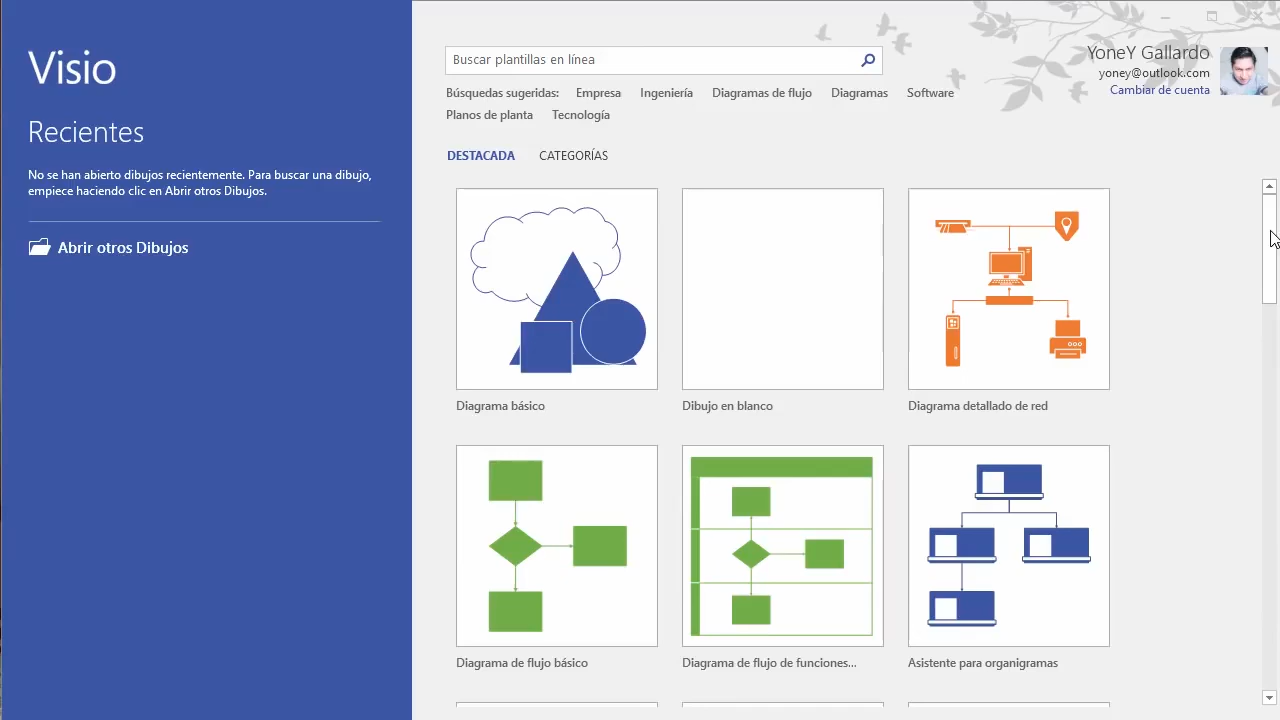 Visio
Recientes
No se han abierto dibujos recientemente. Para buscar una dibujo,
empiece haciendo clic en Abrir otros Dibujos.
Abrir otros Dibujos
Buscar plantillas en línea
Búsquedas sugeridas: Empresa Ingeniería Diagramas de flujo Diagramas Software
Planos de planta Tecnología
YoneY Gallardo
yoney@outlook.com
Cambiar de cuenta
DESTACADA CATEGORÍAS
Diagrama básico
Dibujo en blanco
Diagrama detallado de red
Diagrama de flujo básico
Diagrama de flujo de funciones...
Asistente para organigramas